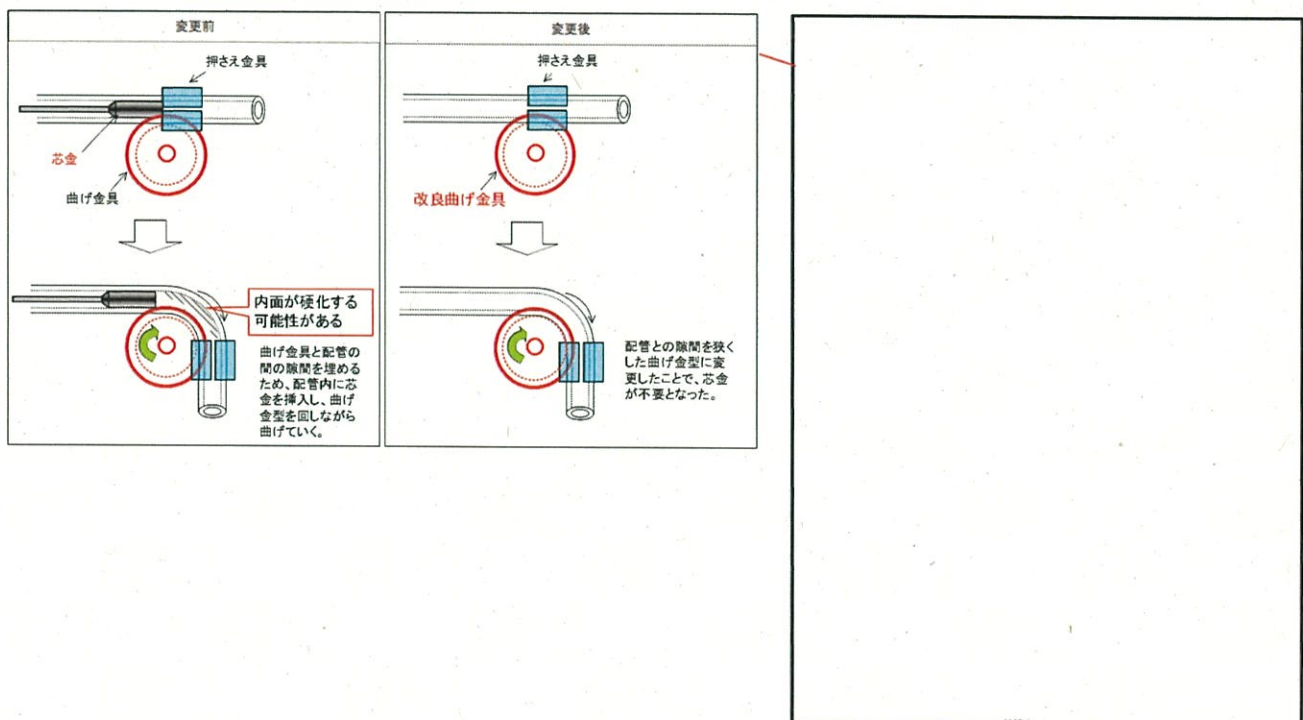 変更前
押さえ金具
芯金
曲げ金具
内面が硬化する
可能性がある
曲げ金具と配管の
間の隙間を埋める
ため、配管内に芯
金を挿入し、曲げ
金型を回しながら
曲げていく。
変更後
押さえ金具
改良曲げ金具
配管との隙間を狭く
した曲げ金型に変
更したことで、芯金
が不要となった。